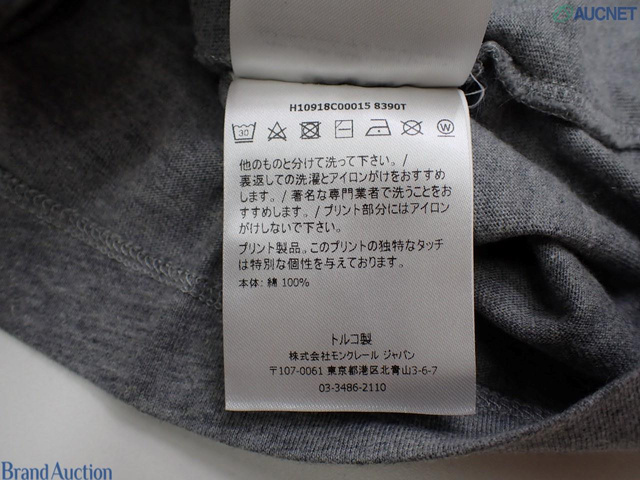 AUCNET
H10918C00015 8390T
30
W
他のものと分けて洗って下さい。/
裏返しての洗濯とアイロンがけをおすすめ
します。/ 著名な専門業者で洗うことをお
すすめします。/ プリント部分にはアイロン
がけしないで下さい。
プリント製品。このプリントの独特なタッチ
は特別な個性を与えております。
本体: 綿 100%
トルコ製
株式会社モンクレール ジャパン
〒107-0061 東京都港区北青山3-6-7
03-3486-2110
Brand Auction